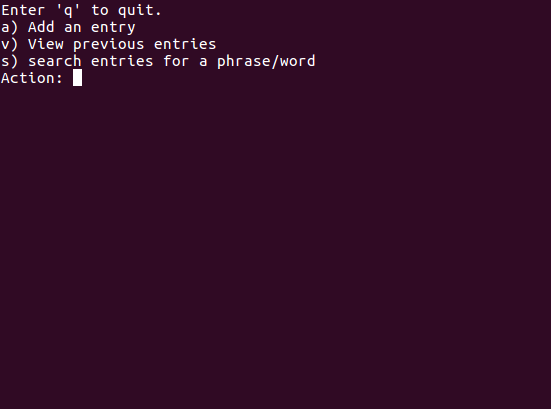 Enter 'q' to quit.
a) Add an entry
v) View previous entries
s) search entries for a phrase/word
Action: